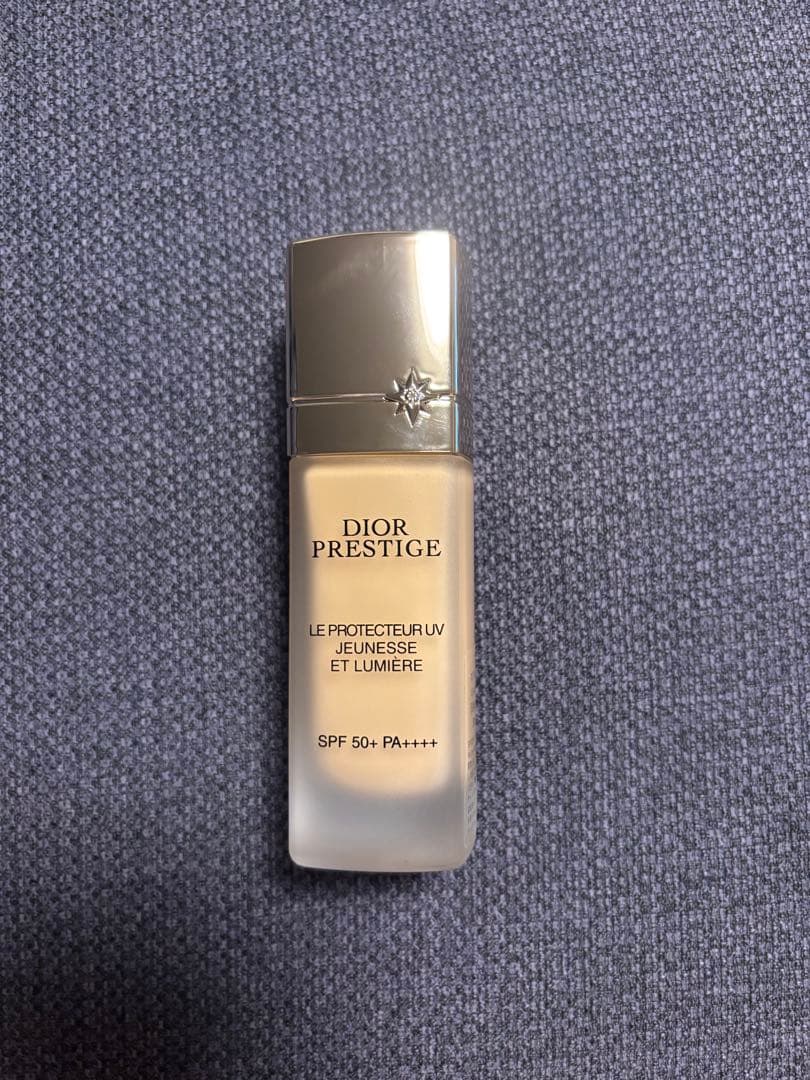 DIOR
PRESTIGE
LE PROTECTEUR UV
JEUNESSE
ET LUMIÈRE
SPF 50+ PA++++